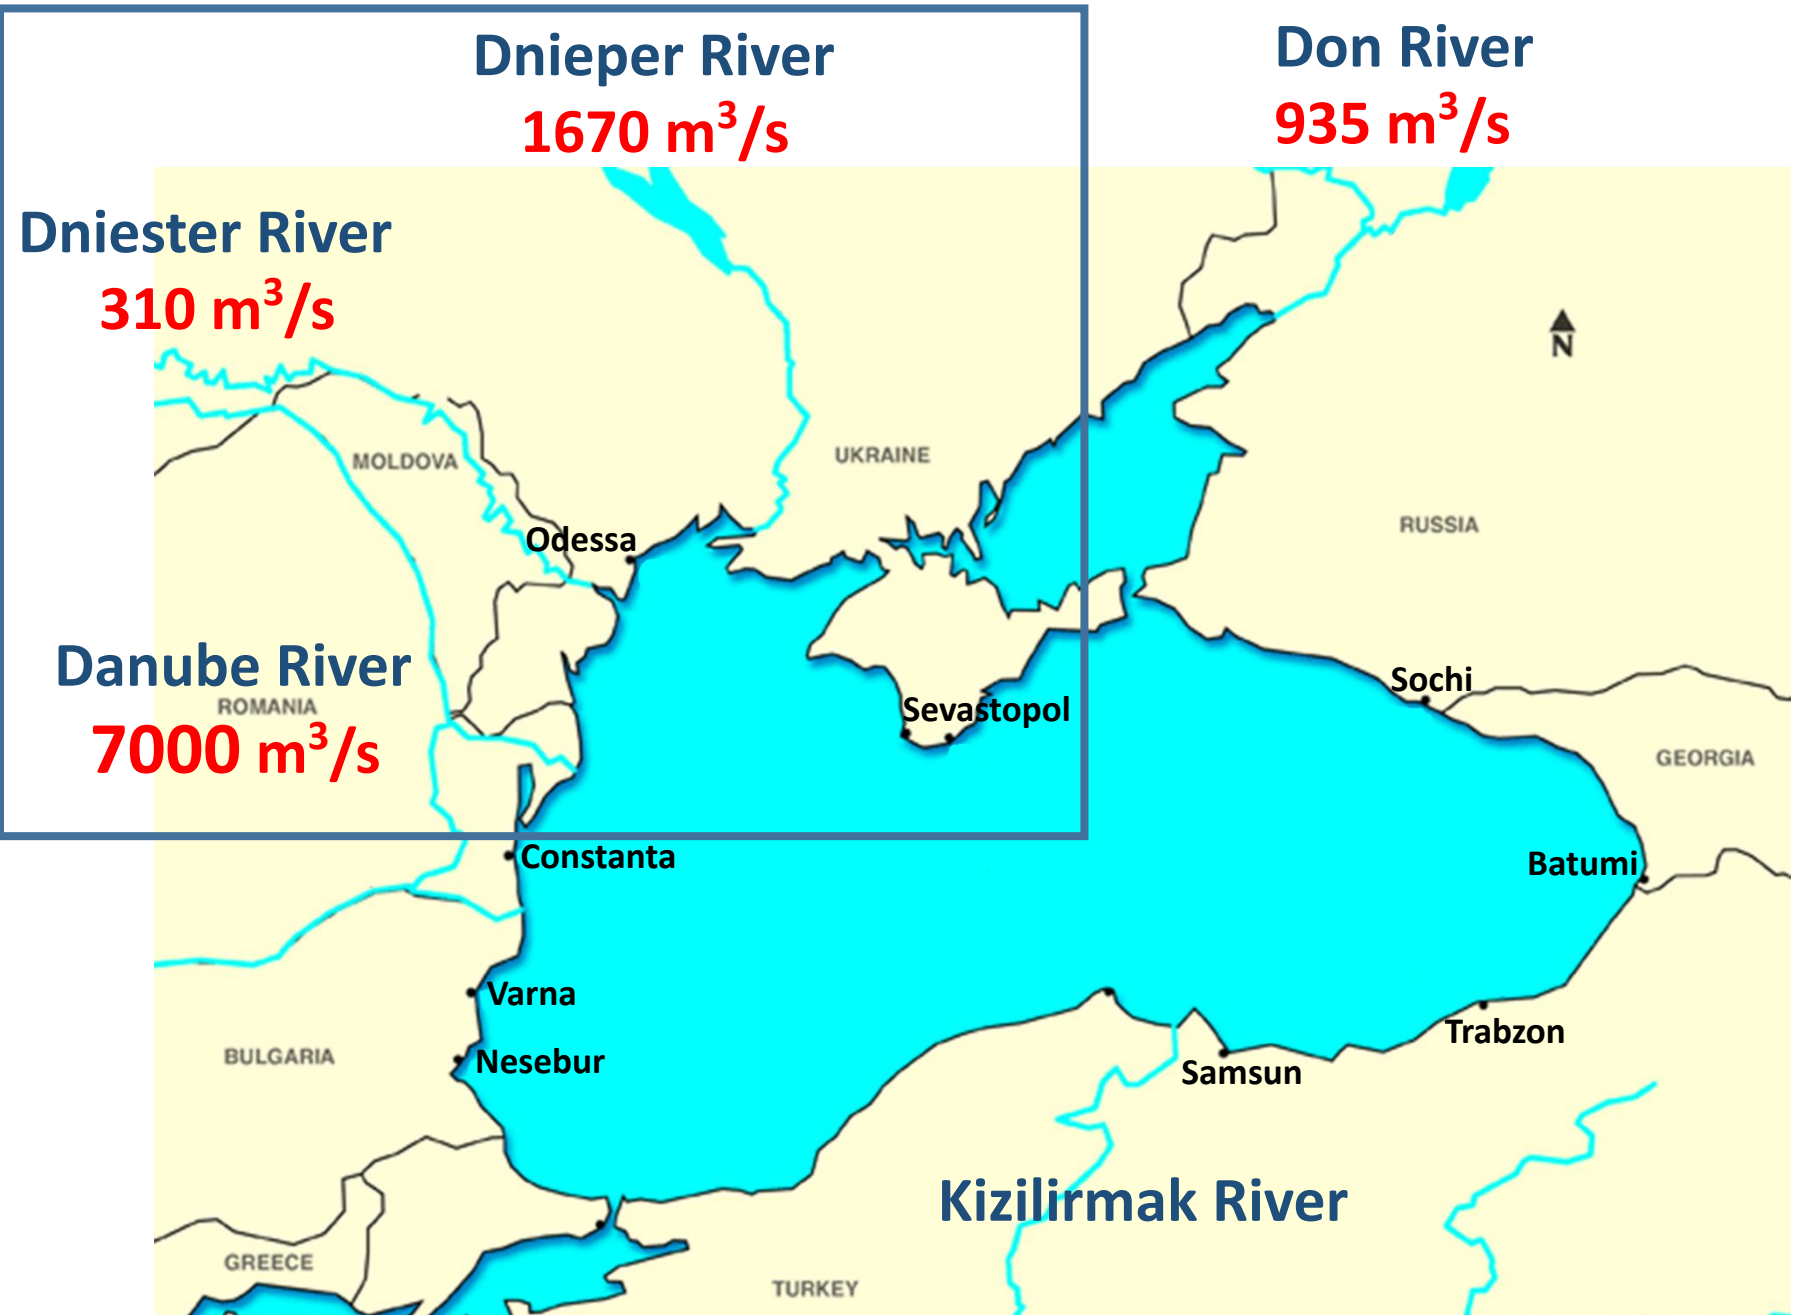 Dnieper River
1670 m³/s
Don River
935 m³/s
Dniester River
310 m³/s
N
MOLDOVA
UKRAINE
RUSSIA
Odessa
Danube River
ROMANIA
7000 m³/s
Sevastopol
Sochi
GEORGIA
Constanta
Batumi
Varna
Nesebur
BULGARIA
Trabzon
Samsun
Kizilirmak River
GREECE
TURKEY